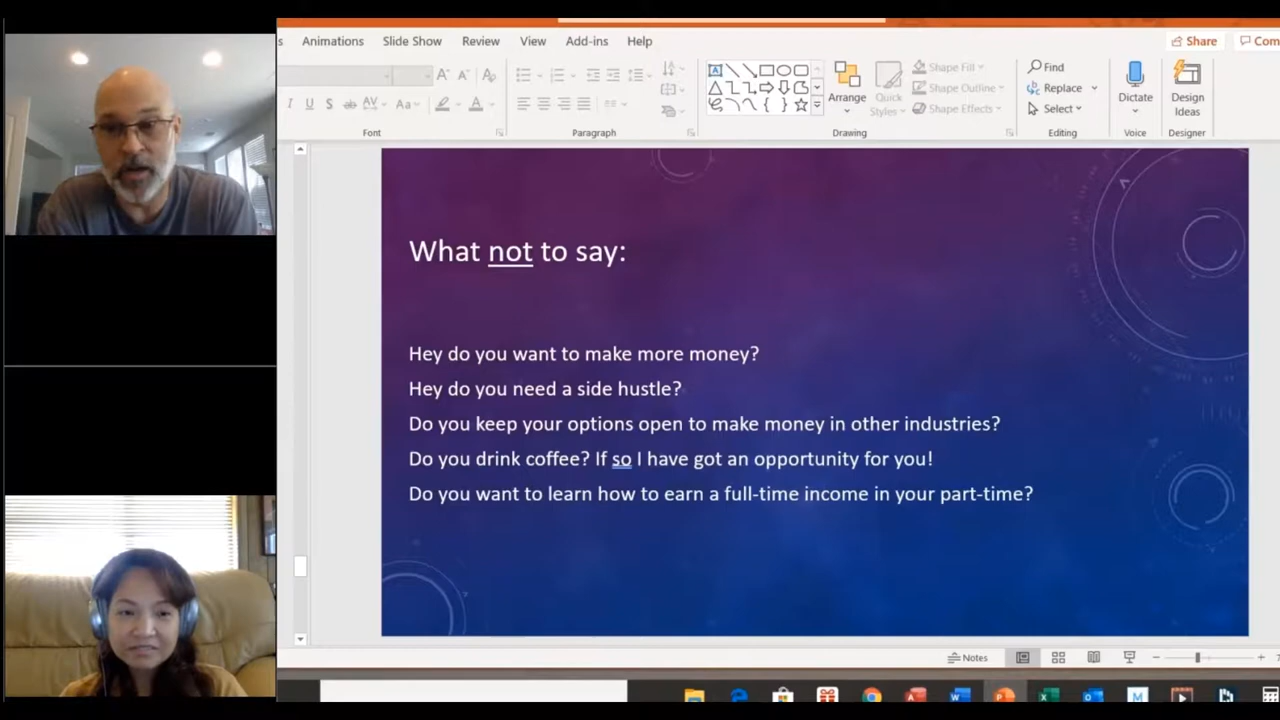 Animations Slide Show Review View Add-ins Help Share Com
Shape Fill
Shape Outline
Shape Effects
Arrange
Quick
Styles
Find
Replace
Select
Dictate
Design
Ideas
Font Paragraph Drawing Editing Voice Designer
What not to say:
Hey do you want to make more money?
Hey do you need a side hustle?
Do you keep your options open to make money in other industries?
Do you drink coffee? If so I have got an opportunity for you!
Do you want to learn how to earn a full-time income in your part-time?
Notes